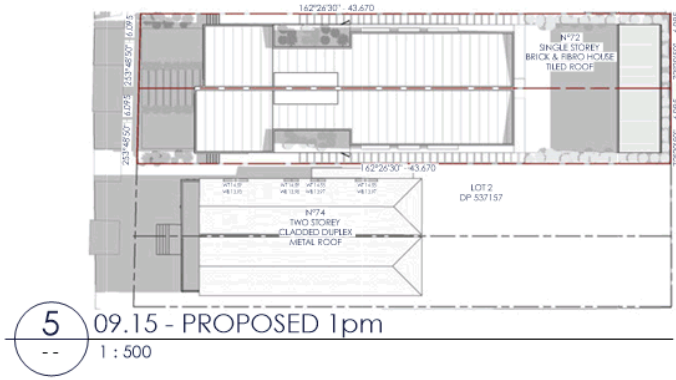 162°26'30" - 43.670
253°48'50" - 6.095
253°48'50" - 6.095
N°72
SINGLE STOREY
BRICK & FIBRO HOUSE
TILED ROOF
162°26'30" - 43.670
LOT 2
DP 537157
N°74
TWO STOREY
CLADDED DUPLEX
METAL ROOF
5
09.15 - PROPOSED 1pm
--
1 : 500